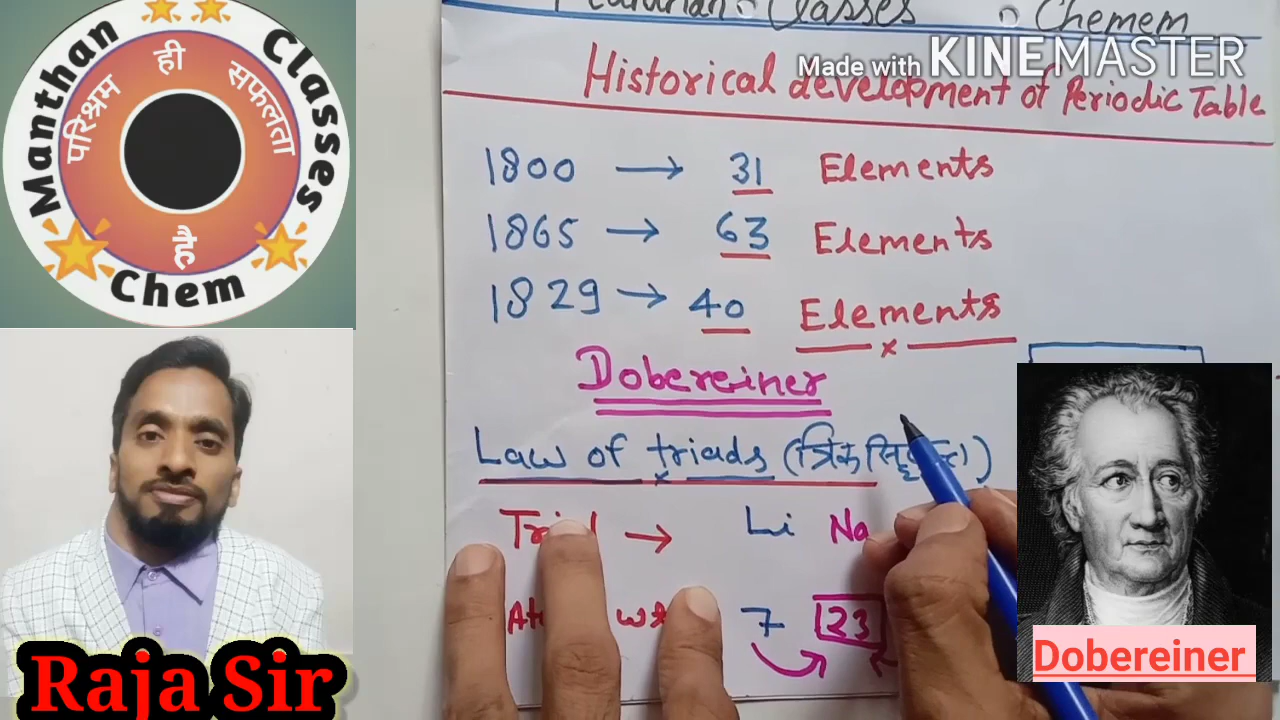 Manthan Classes
परिश्रम ही सफलता
है
Chem
Raja Sir
Classes Chemem
Made with KINEMASTER
Historical development of Periodic Table
1800 → 31 Elements
1865 → 63 Elements
1829 → 40 Elements
x
Dobereiner
Law of triads (त्रिक
x
→ Li Na
7 23
Dobereiner